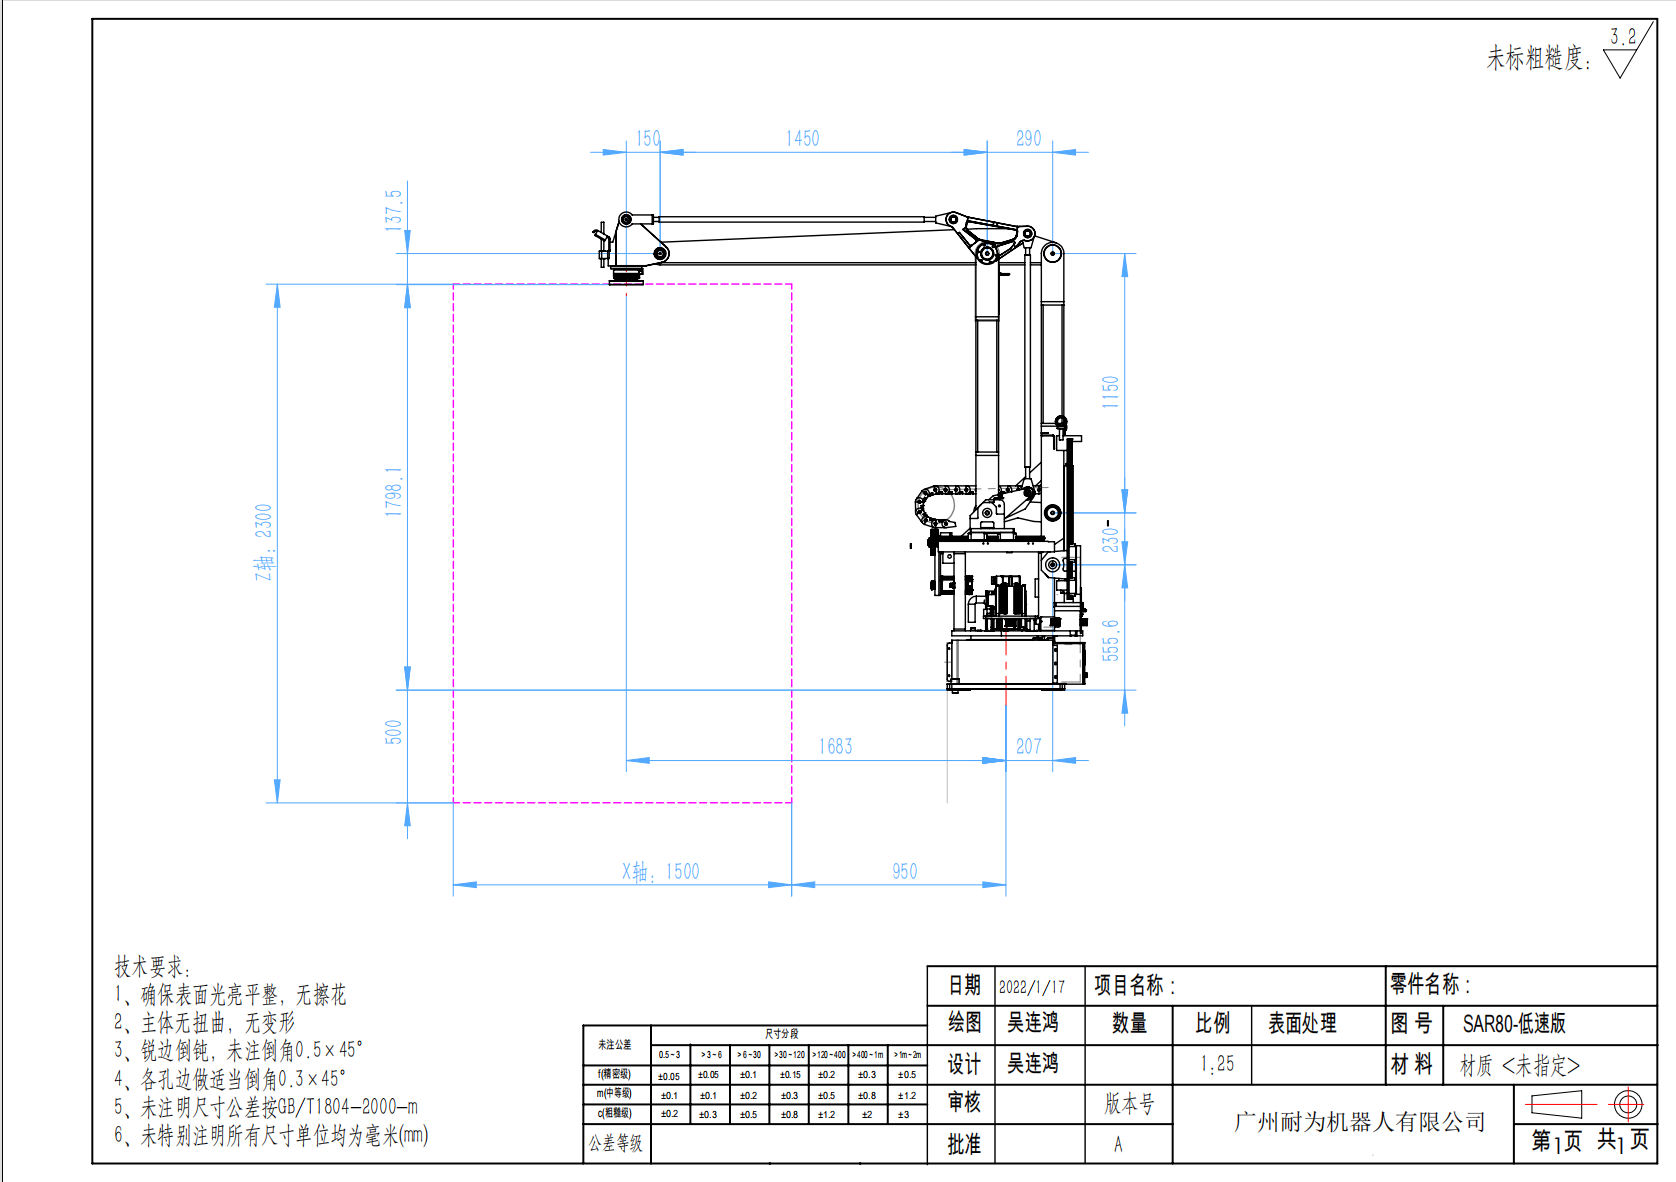 未标粗糙度:
3.2
150
1450
290
137.5
1150
1798.1
Z轴: 2300
230
555.6
500
1683
207
X轴: 1500
950
技术要求:
1、确保表面光亮平整, 无擦花
2、主体无扭曲, 无变形
3、锐边倒钝, 未注倒角0.5×45°
4、各孔边做适当倒角0.3×45°
5、未注明尺寸公差按GB/T1804-2000-m
6、未特别注明所有尺寸单位均为毫米(mm)
未注公差 尺寸分段
0.5~3 >3~6 >6~30 >30~120 >120~400 >400~1m >1m~2m
f(精密级) ±0.05 ±0.05 ±0.1 ±0.15 ±0.2 ±0.3 ±0.5
m(中等级) ±0.1 ±0.1 ±0.2 ±0.3 ±0.5 ±0.8 ±1.2
c(粗糙级) ±0.2 ±0.3 ±0.5 ±0.8 ±1.2 ±2 ±3
公差等级
日期 2022/1/17 项目名称: 零件名称:
绘图 吴连鸿 数量 比例 表面处理 图号 SAR80-低速版
设计 吴连鸿 1:25 材料 材质 <未指定>
审核 版本号 广州耐为机器人有限公司
批准 A 第1页 共1页